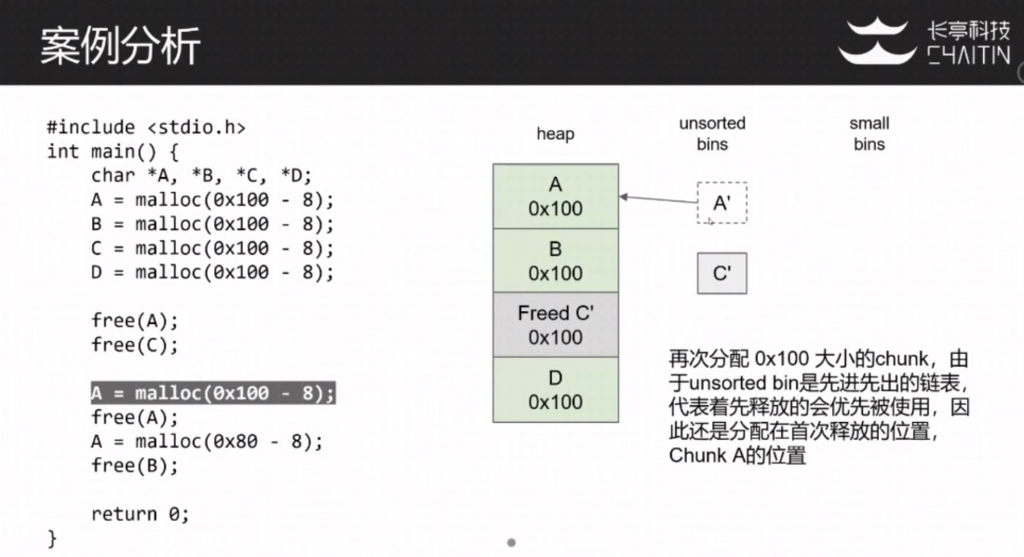 案例分析
长亭科技
CHAITIN
#include <stdio.h>
int main() {
char *A, *B, *C, *D;
A = malloc(0x100 - 8);
B = malloc(0x100 - 8);
C = malloc(0x100 - 8);
D = malloc(0x100 - 8);
free(A);
free(C);
A = malloc(0x100 - 8);
free(A);
A = malloc(0x80 - 8);
free(B);
return 0;
}
heap
A
0x100
B
0x100
Freed C'
0x100
D
0x100
unsorted
bins
A'
C'
small
bins
再次分配 0x100 大小的chunk，由
于unsorted bin是先进先出的链表，
代表着先释放的会优先被使用，因
此还是分配在首次释放的位置，
Chunk A的位置